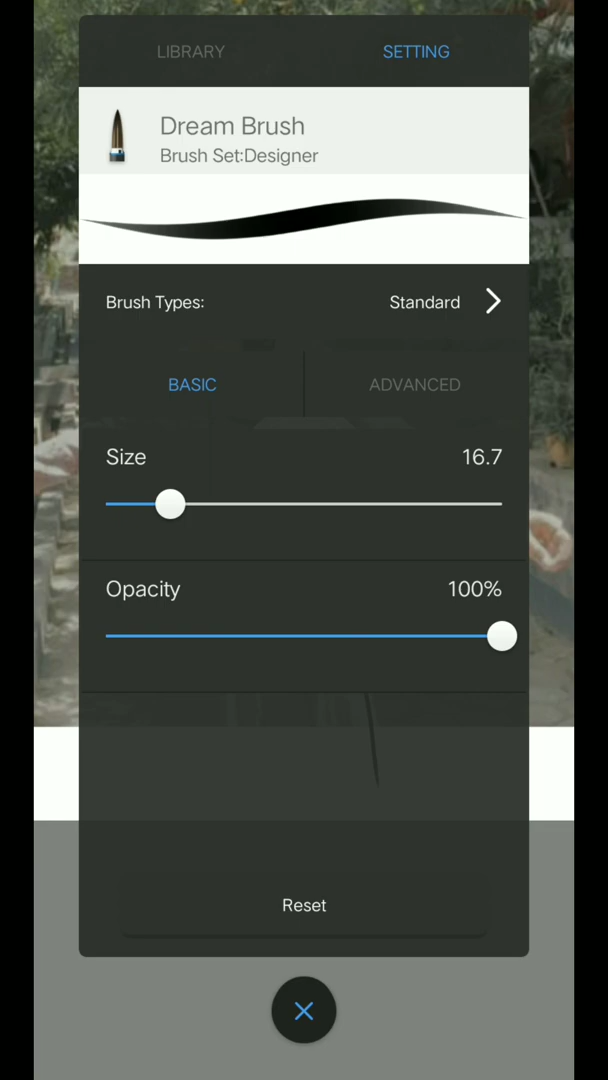 LIBRARY SETTING
Dream Brush
Brush Set:Designer
Brush Types: Standard
BASIC ADVANCED
Size 16.7
Opacity 100%
Reset